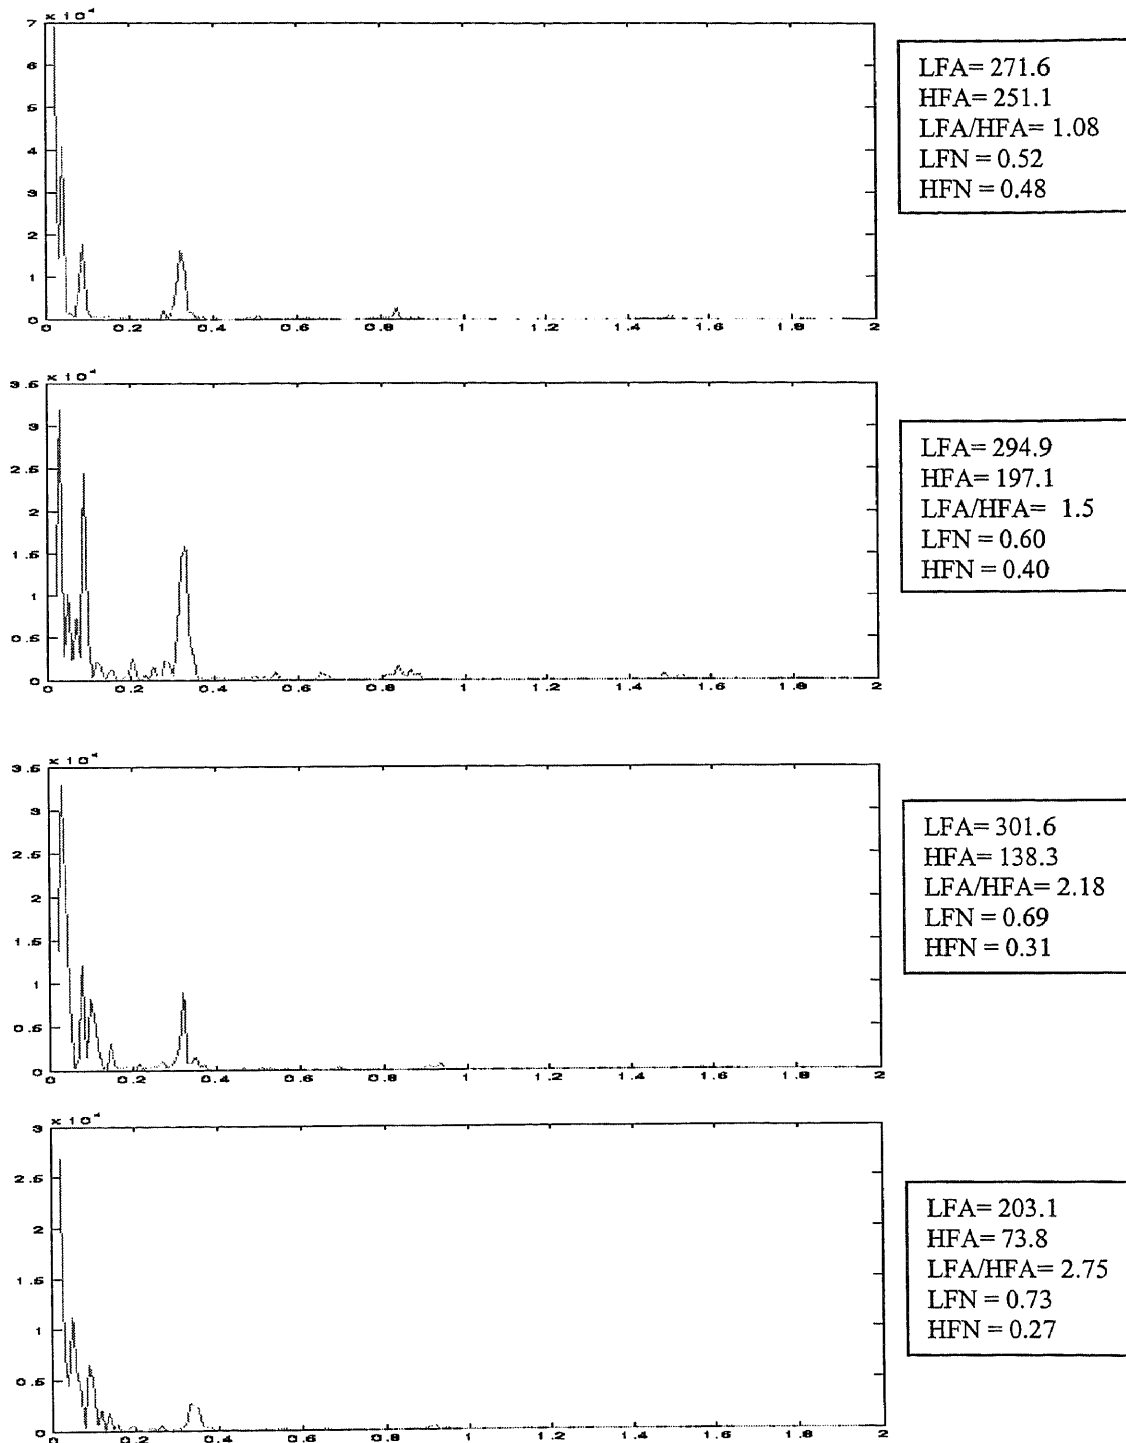 x 10⁴
7
6
5
4
3
2
1
0
0 0.2 0.4 0.6 0.8 1 1.2 1.4 1.6 1.8 2
LFA= 271.6
HFA= 251.1
LFA/HFA= 1.08
LFN = 0.52
HFN = 0.48
x 10⁴
3.5
3
2.5
2
1.5
1
0.5
0
0 0.2 0.4 0.6 0.8 1 1.2 1.4 1.6 1.8 2
LFA= 294.9
HFA= 197.1
LFA/HFA= 1.5
LFN = 0.60
HFN = 0.40
x 10⁴
3.5
3
2.5
2
1.5
1
0.5
0
0 0.2 0.4 0.6 0.8 1 1.2 1.4 1.6 1.8 2
LFA= 301.6
HFA= 138.3
LFA/HFA= 2.18
LFN = 0.69
HFN = 0.31
x 10⁴
3
2.5
2
1.5
1
0.5
0
0 0.2 0.4 0.6 0.8 1 1.2 1.4 1.6 1.8 2
LFA= 203.1
HFA= 73.8
LFA/HFA= 2.75
LFN = 0.73
HFN = 0.27